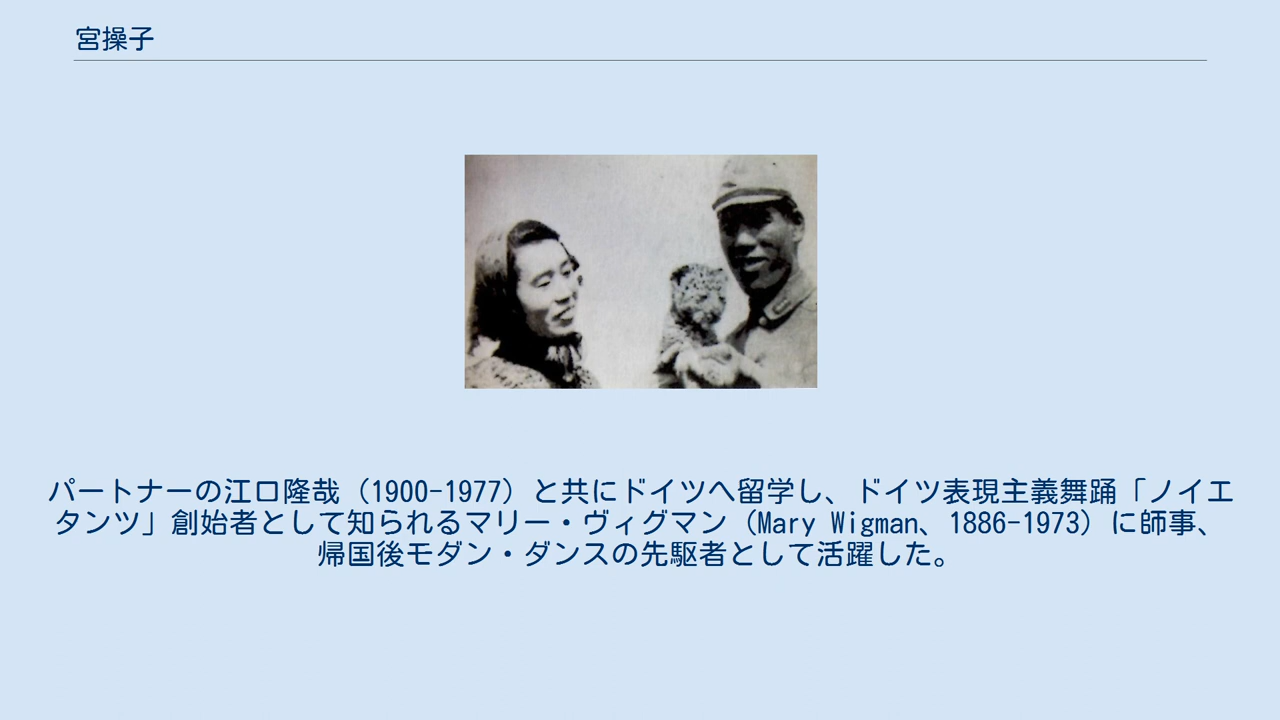 宮操子
パートナーの江口隆哉（1900-1977）と共にドイツへ留学し、ドイツ表現主義舞踊「ノイエ
タンツ」創始者として知られるマリー・ヴィグマン（Mary Wigman、1886-1973）に師事、
帰国後モダン・ダンスの先駆者として活躍した。